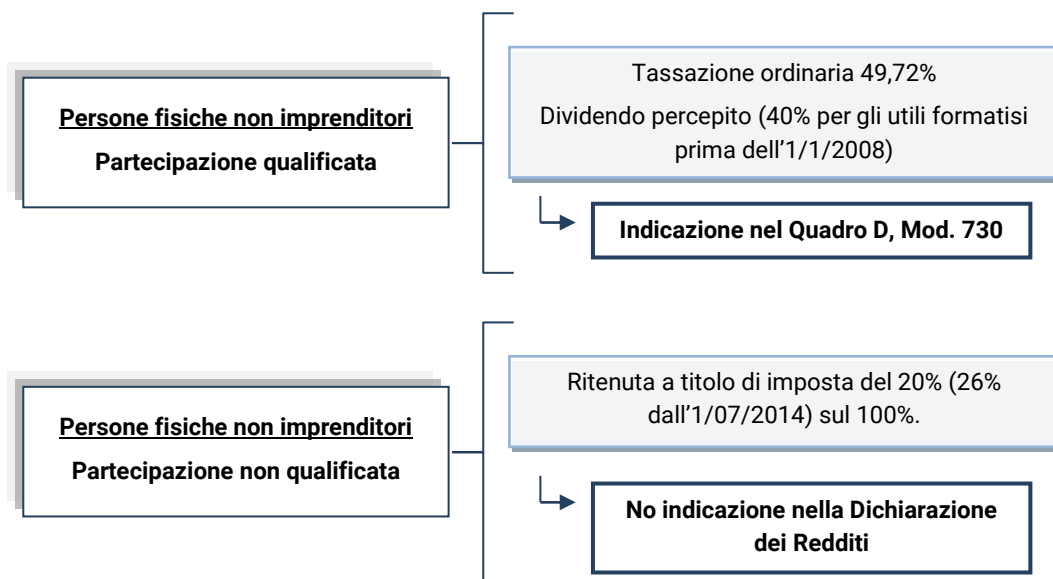 Persone fisiche non imprenditori
Partecipazione qualificata
Tassazione ordinaria 49,72%
Dividendo percepito (40% per gli utili formatisi
prima dell'1/1/2008)
Indicazione nel Quadro D, Mod. 730
Persone fisiche non imprenditori
Partecipazione non qualificata
Ritenuta a titolo di imposta del 20% (26%
dall'1/07/2014) sul 100%.
No indicazione nella Dichiarazione
dei Redditi